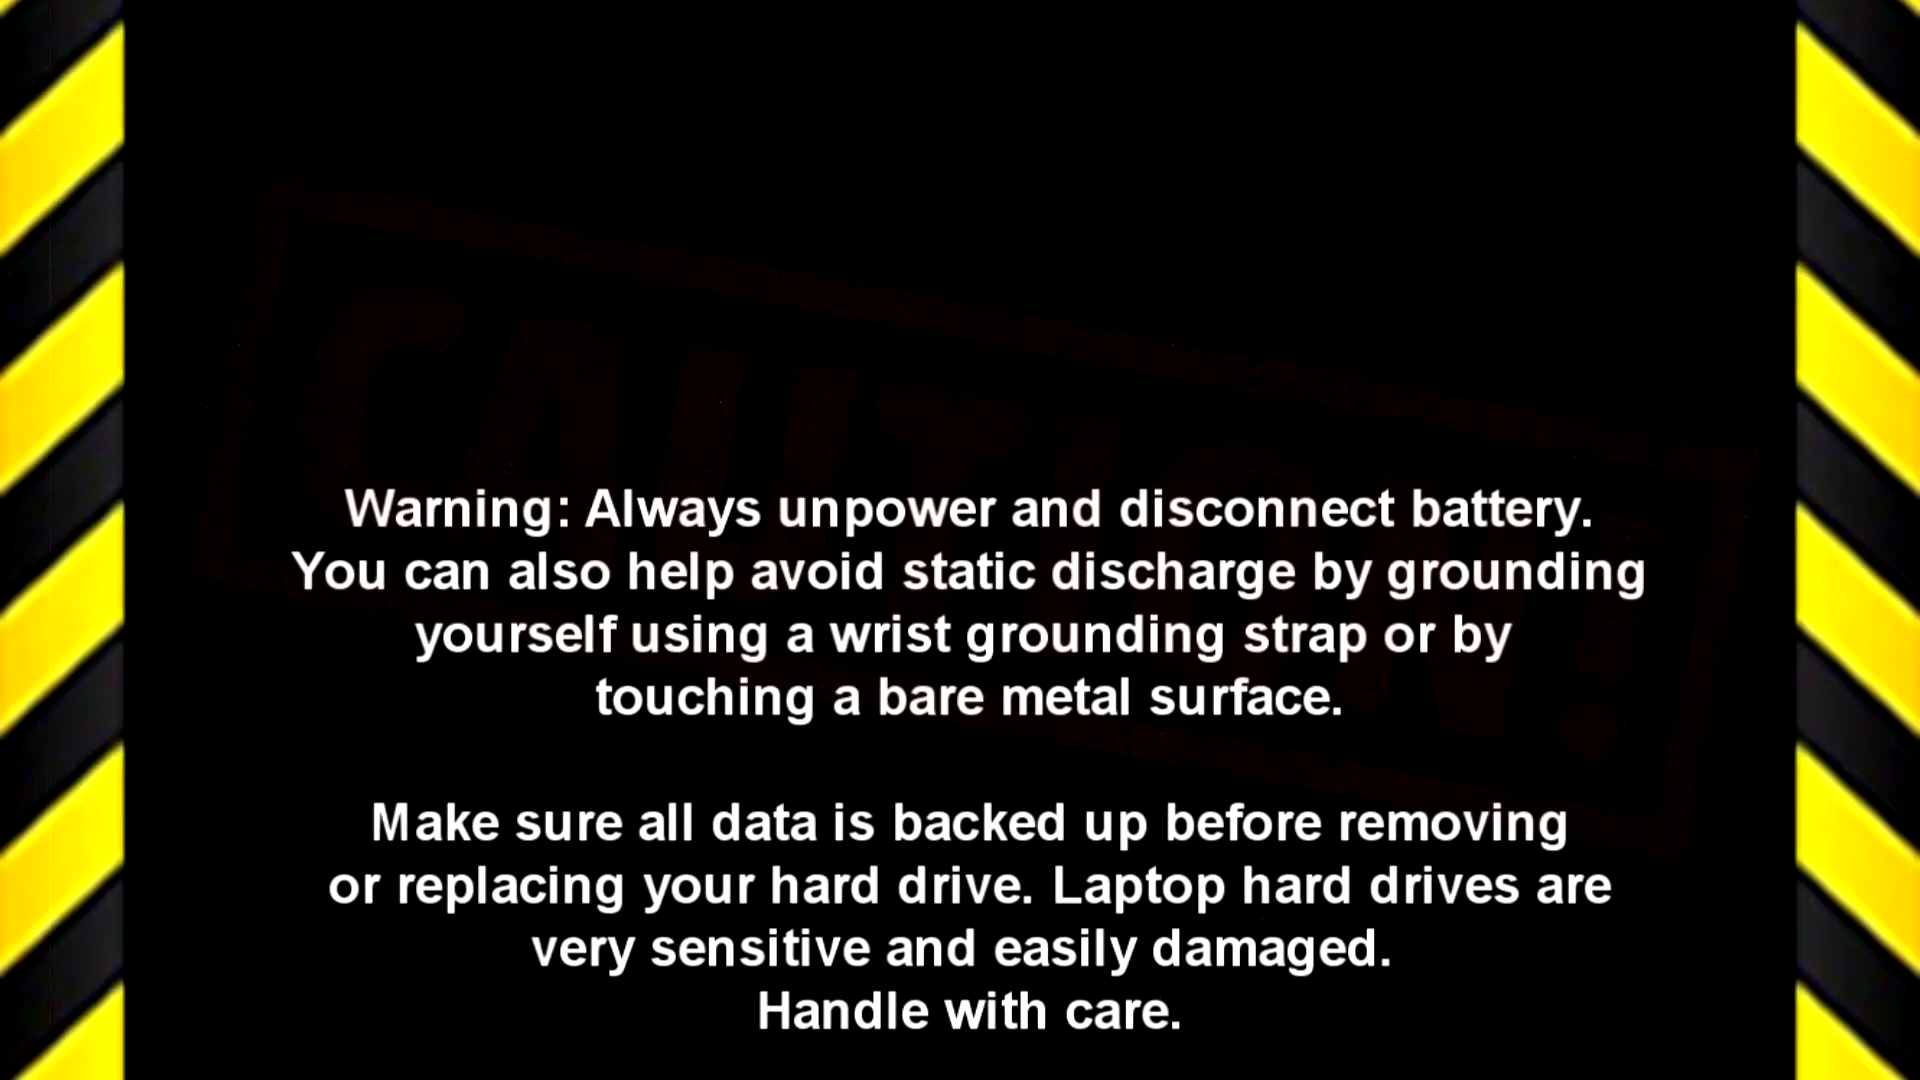 CAUTION!
Warning: Always unpower and disconnect battery.
You can also help avoid static discharge by grounding
yourself using a wrist grounding strap or by
touching a bare metal surface.
Make sure all data is backed up before removing
or replacing your hard drive. Laptop hard drives are
very sensitive and easily damaged.
Handle with care.